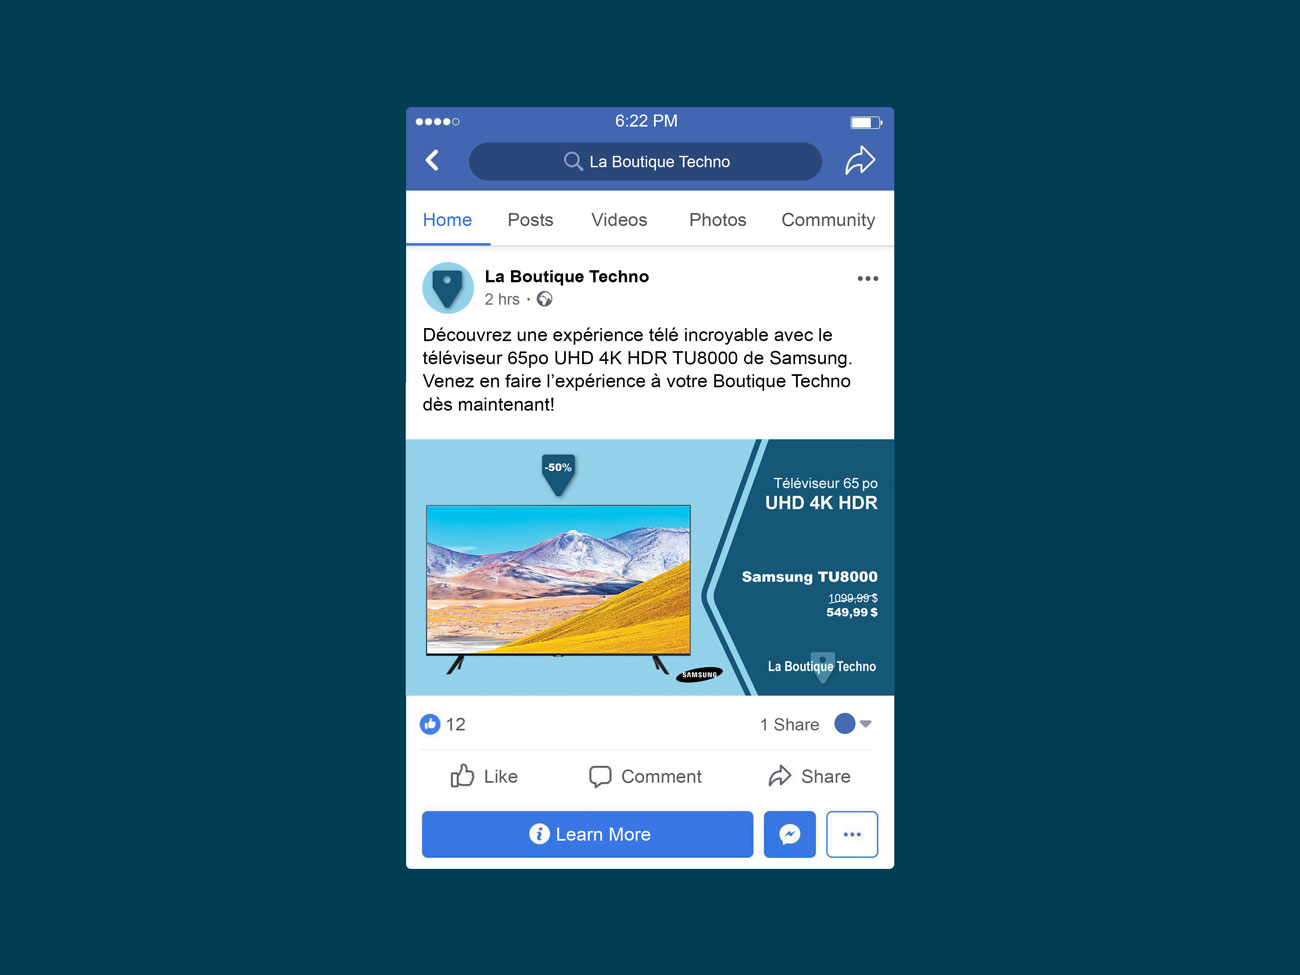 6:22 PM
La Boutique Techno
Home Posts Videos Photos Community
La Boutique Techno
2 hrs ·
Découvrez une expérience télé incroyable avec le
téléviseur 65po UHD 4K HDR TU8000 de Samsung.
Venez en faire l’expérience à votre Boutique Techno
dès maintenant!
-50%
Téléviseur 65 po
UHD 4K HDR
Samsung TU8000
1099,99 $
549,99 $
SAMSUNG
La Boutique Techno
12 1 Share
Like Comment Share
Learn More